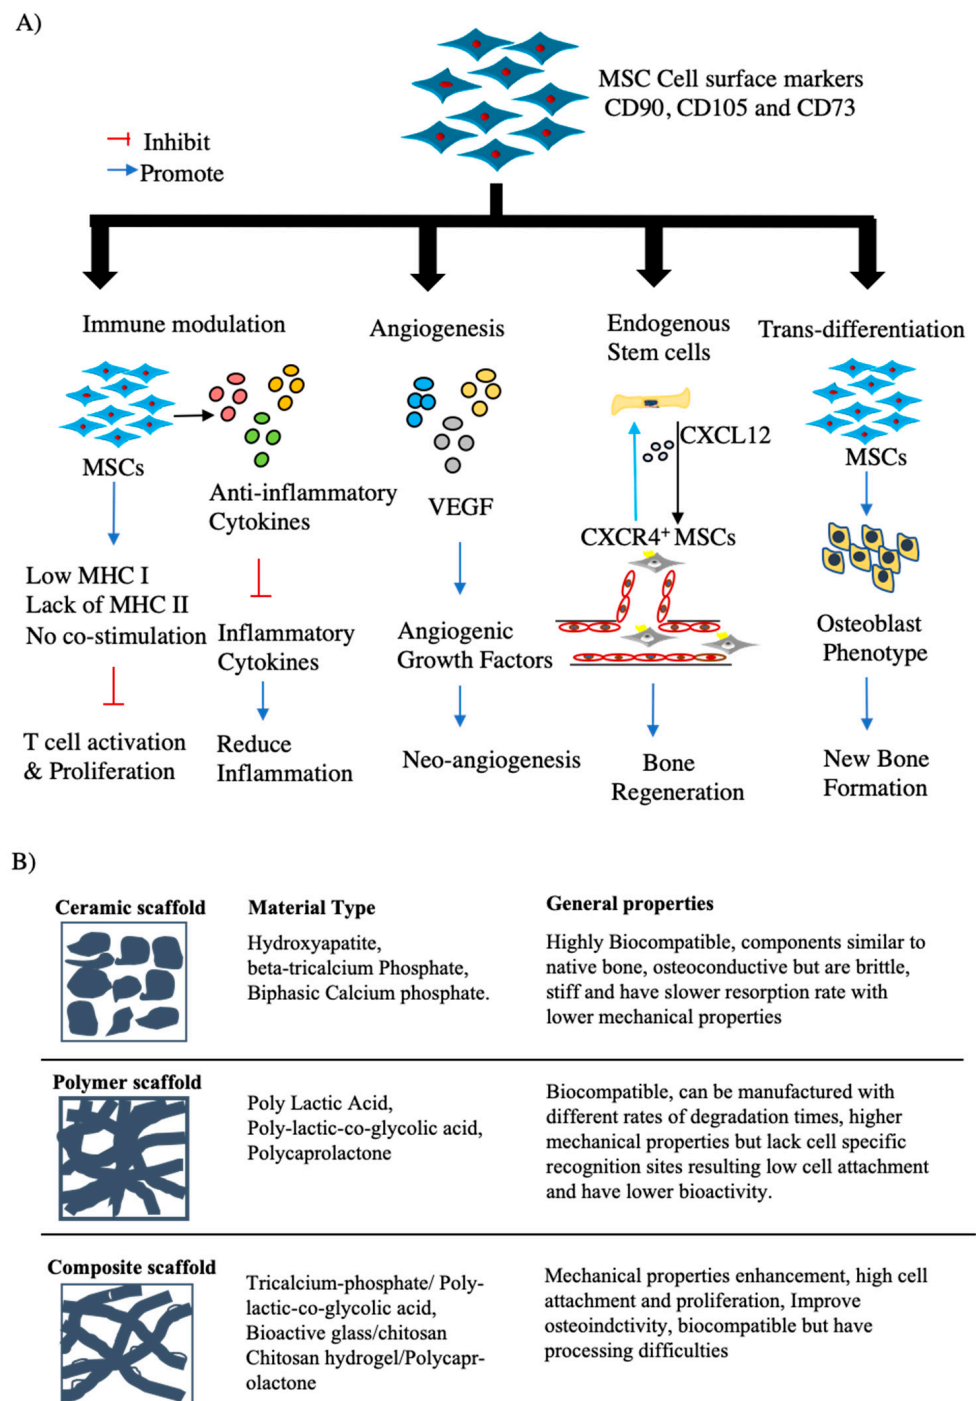 A)
MSC Cell surface markers
CD90, CD105 and CD73
Inhibit
Promote
Immune modulation
MSCs
Low MHC I
Lack of MHC II
No co-stimulation
T cell activation
& Proliferation
Anti-inflammatory
Cytokines
Inflammatory
Cytokines
Reduce
Inflammation
Angiogenesis
VEGF
Angiogenic
Growth Factors
Neo-angiogenesis
Endogenous
Stem cells
CXCL12
CXCR4⁺ MSCs
Bone
Regeneration
Trans-differentiation
MSCs
Osteoblast
Phenotype
New Bone
Formation
B)
Ceramic scaffold
Material Type
General properties
Hydroxyapatite,
beta-tricalcium Phosphate,
Biphasic Calcium phosphate.
Highly Biocompatible, components similar to
native bone, osteoconductive but are brittle,
stiff and have slower resorption rate with
lower mechanical properties
Polymer scaffold
Poly Lactic Acid,
Poly-lactic-co-glycolic acid,
Polycaprolactone
Biocompatible, can be manufactured with
different rates of degradation times, higher
mechanical properties but lack cell specific
recognition sites resulting low cell attachment
and have lower bioactivity.
Composite scaffold
Tricalcium-phosphate/ Poly-
lactic-co-glycolic acid,
Bioactive glass/chitosan
Chitosan hydrogel/Polycapr-
olactone
Mechanical properties enhancement, high cell
attachment and proliferation, Improve
osteoindctivity, biocompatible but have
processing difficulties